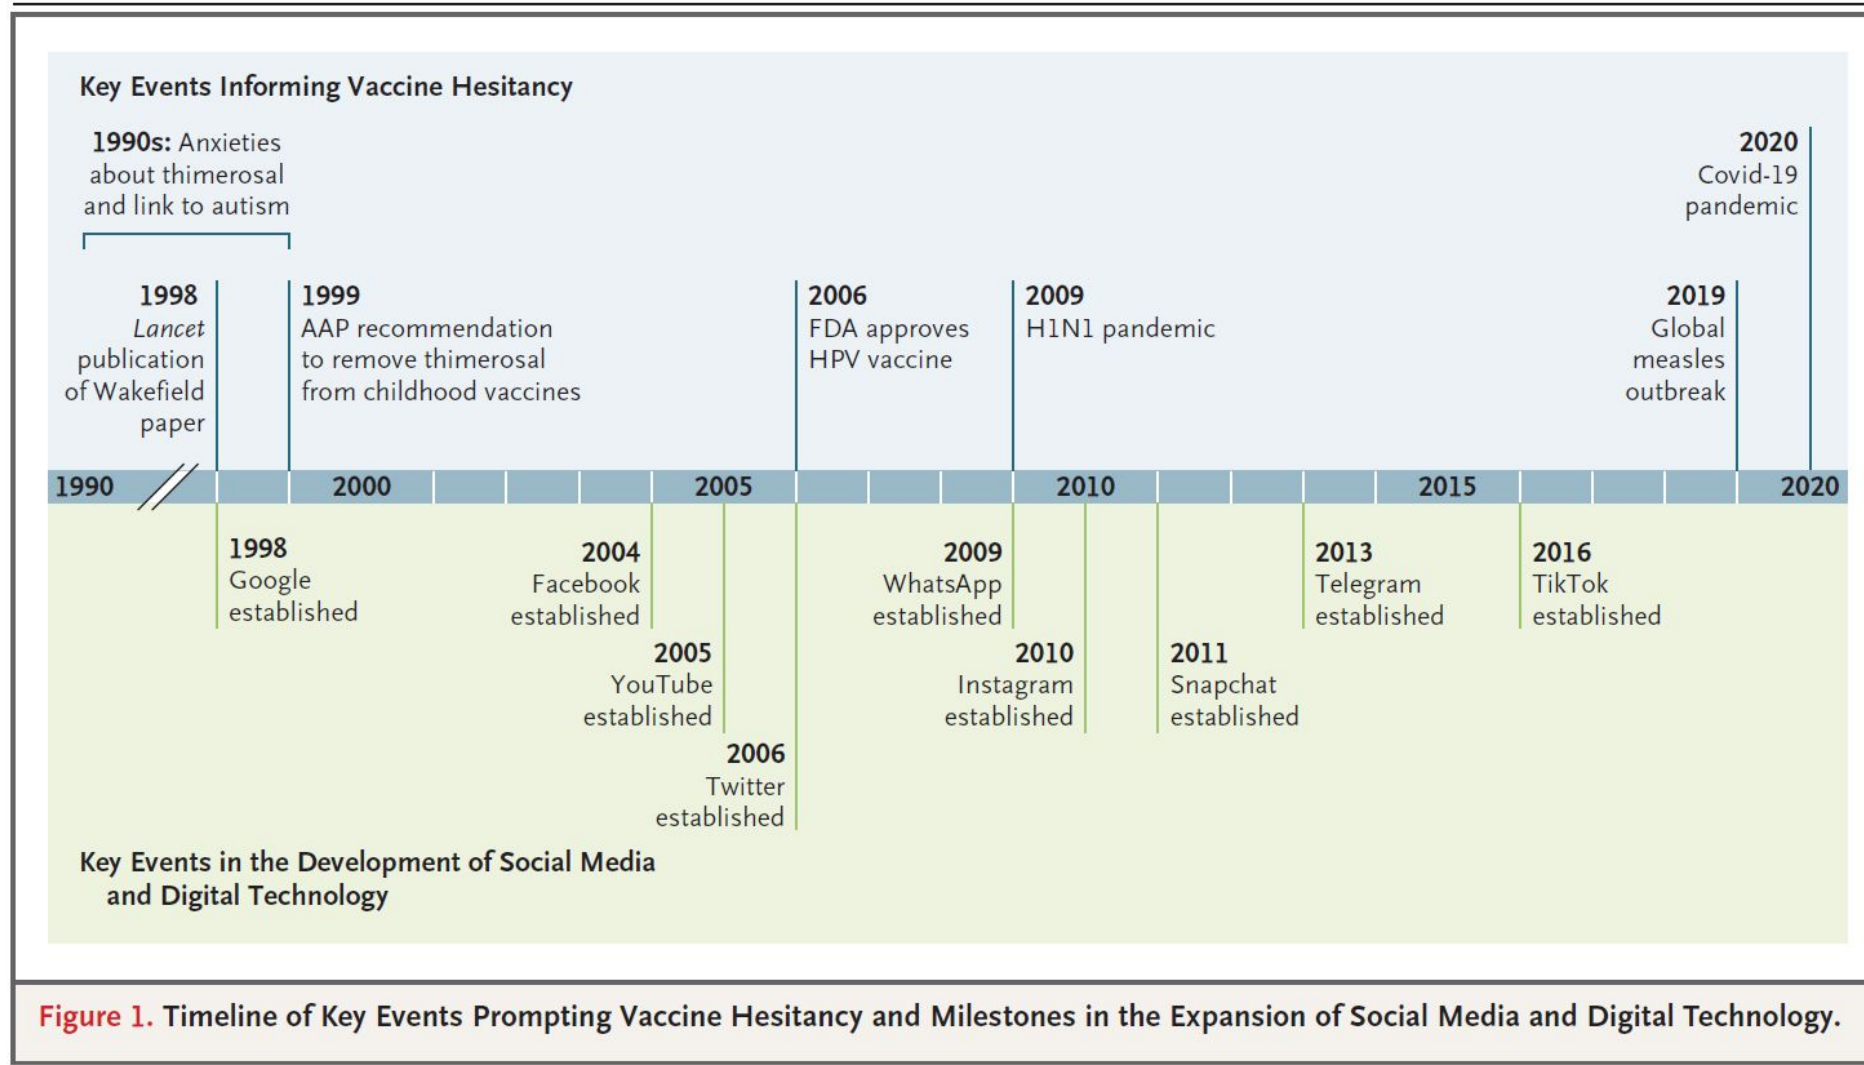 Key Events Informing Vaccine Hesitancy
1990s: Anxieties
about thimerosal
and link to autism
2020
Covid-19
pandemic
1998
Lancet
publication
of Wakefield
paper
1999
AAP recommendation
to remove thimerosal
from childhood vaccines
2006
FDA approves
HPV vaccine
2009
H1N1 pandemic
2019
Global
measles
outbreak
1990 2000 2005 2010 2015 2020
1998
Google
established
2004
Facebook
established
2005
YouTube
established
2006
Twitter
established
2009
WhatsApp
established
2010
Instagram
established
2011
Snapchat
established
2013
Telegram
established
2016
TikTok
established
Key Events in the Development of Social Media
and Digital Technology
Figure 1. Timeline of Key Events Prompting Vaccine Hesitancy and Milestones in the Expansion of Social Media and Digital Technology.